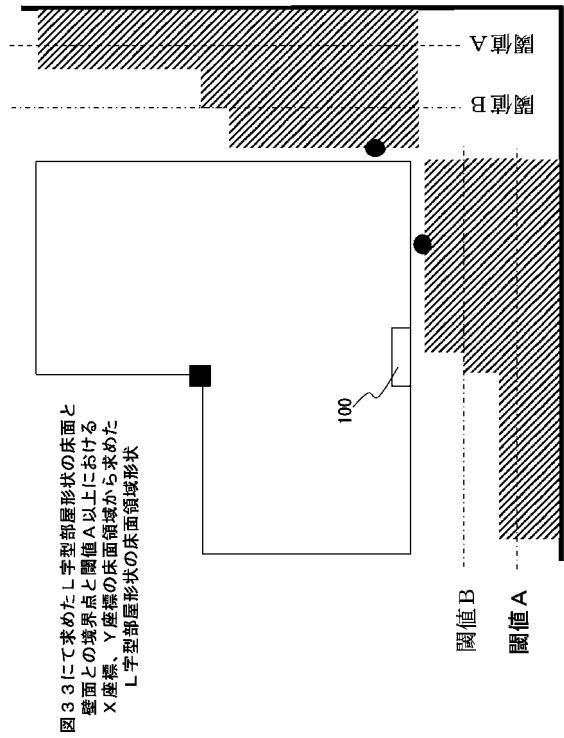 図33にて求めたL字型部屋形状の床面と
壁面との境界点と閾値A以上における
X座標、Y座標の床面領域から求めた
L字型部屋形状の床面領域形状
100
閾値A
閾値B
閾値B
閾値A